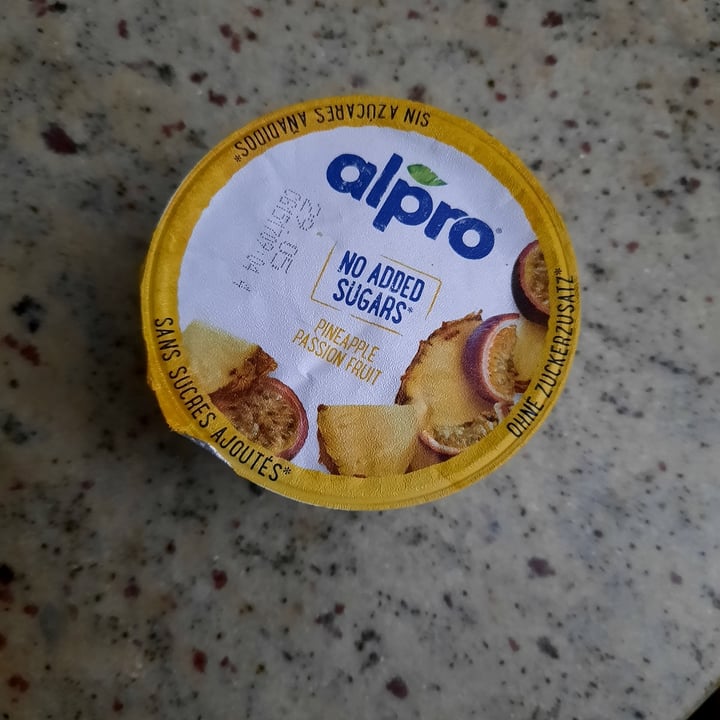 alpro
NO ADDED
SUGARS*
PINEAPPLE
PASSION FRUIT
SIN AZÚCARES AÑADIDOS*
OHNE ZUCKERZUSATZ*
SANS SUCRES AJOUTÉS*